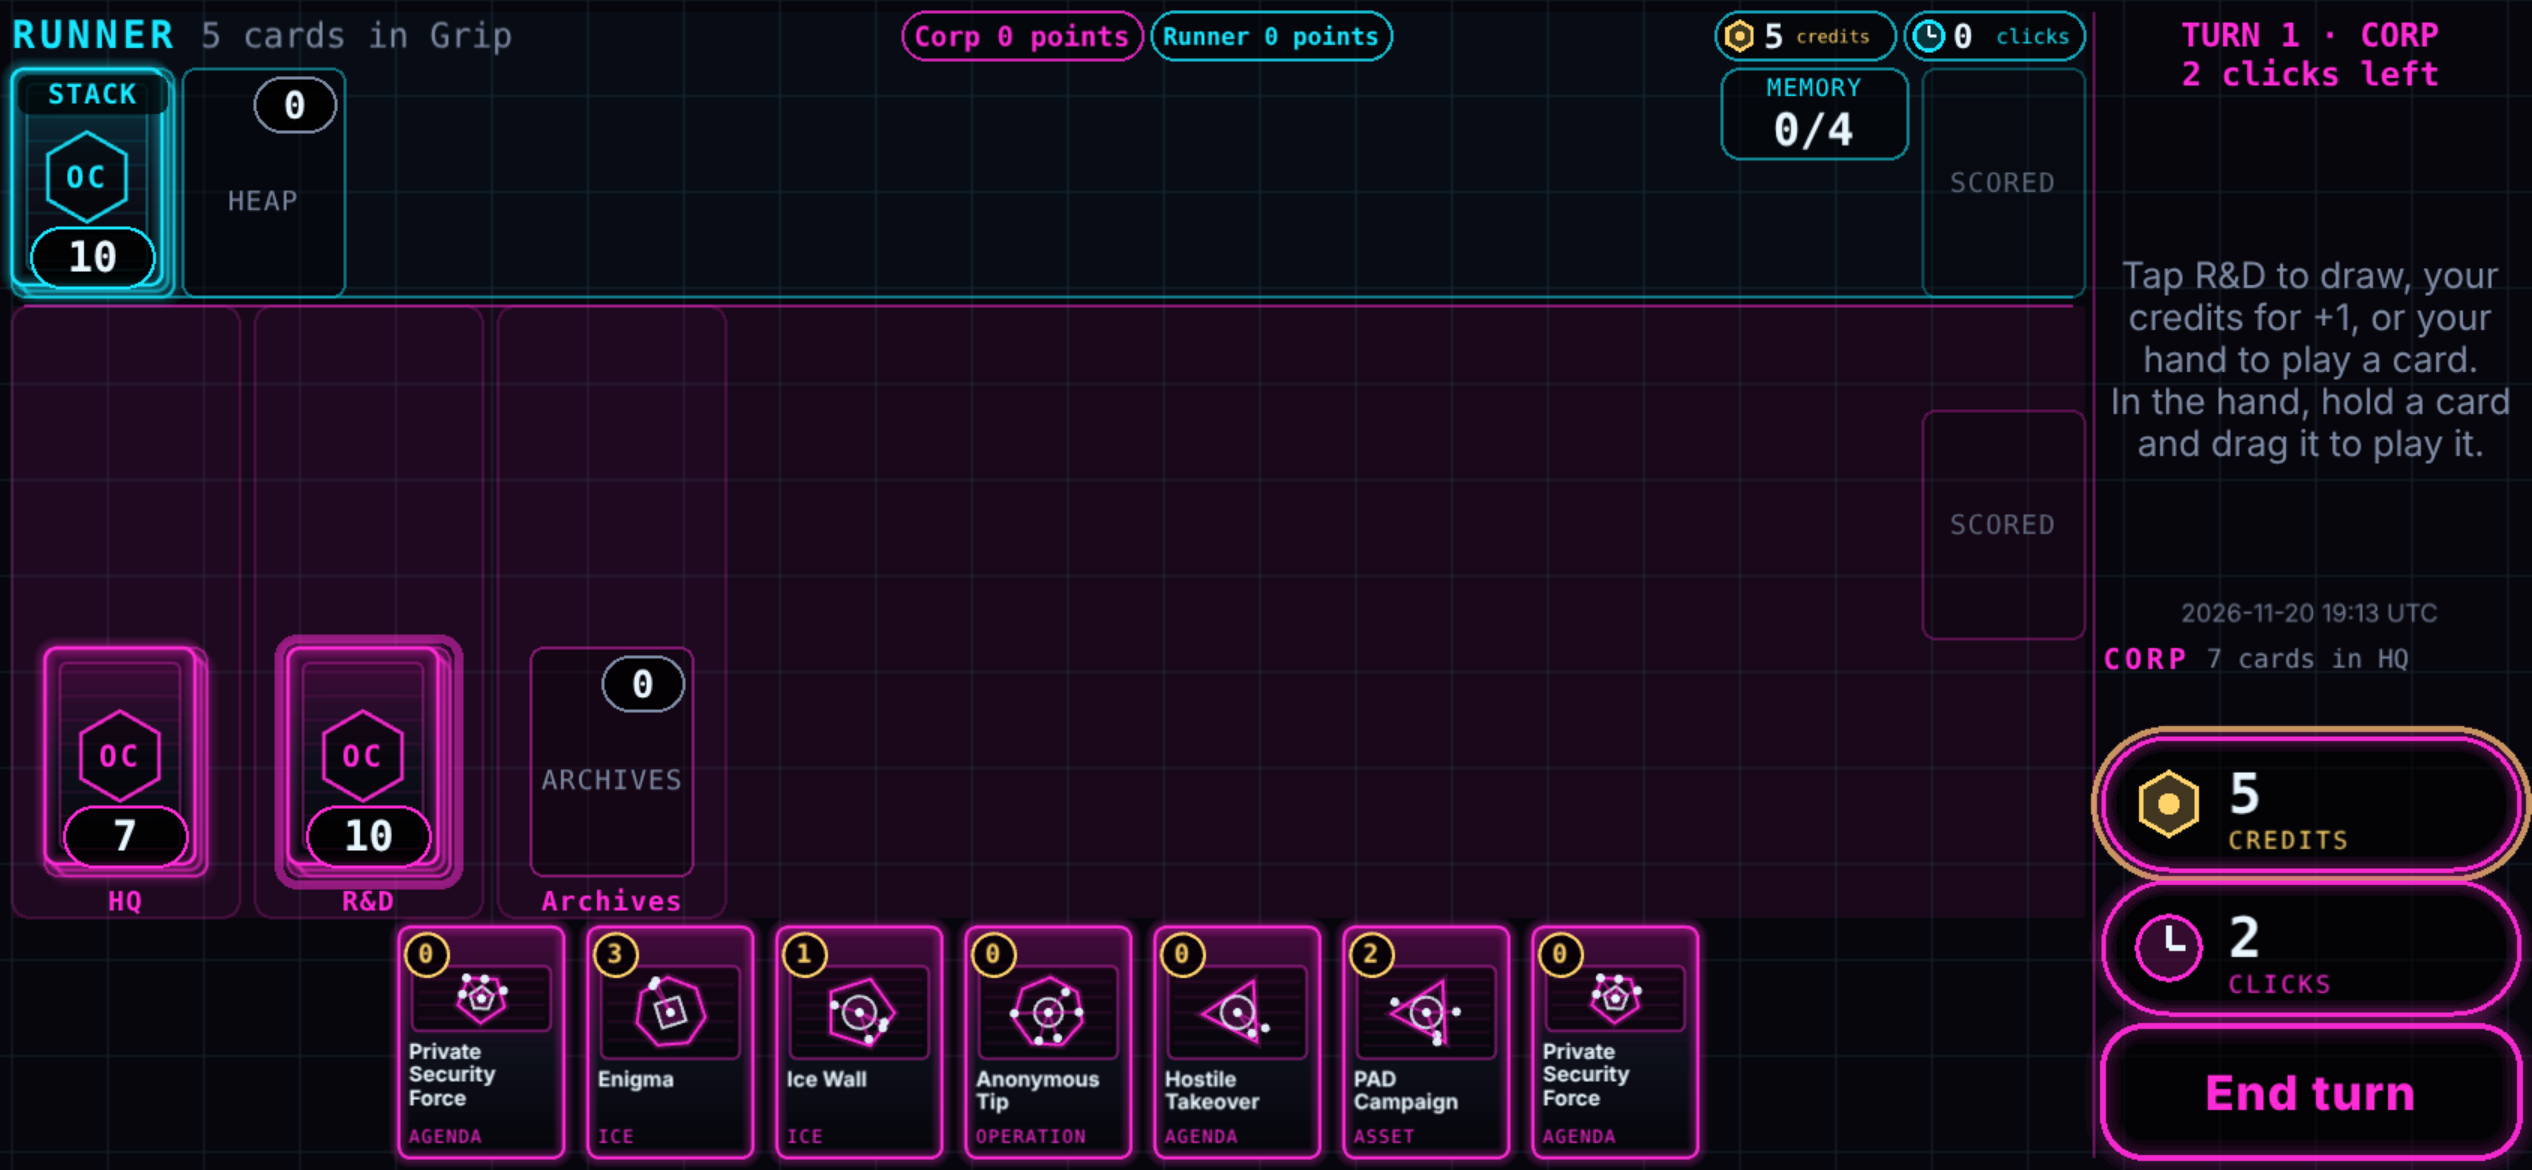 RUNNER 5 cards in Grip
Corp 0 points
Runner 0 points
5 credits
0 clicks
TURN 1 · CORP
2 clicks left
STACK
OC
10
0
HEAP
MEMORY
0/4
SCORED
Tap R&D to draw, your
credits for +1, or your
hand to play a card.
In the hand, hold a card
and drag it to play it.
SCORED
2026-11-20 19:13 UTC
CORP 7 cards in HQ
OC
7
HQ
OC
10
R&D
0
ARCHIVES
Archives
5
CREDITS
2
CLICKS
End turn
0
Private
Security
Force
AGENDA
3
Enigma
ICE
1
Ice Wall
ICE
0
Anonymous
Tip
OPERATION
0
Hostile
Takeover
AGENDA
2
PAD
Campaign
ASSET
0
Private
Security
Force
AGENDA